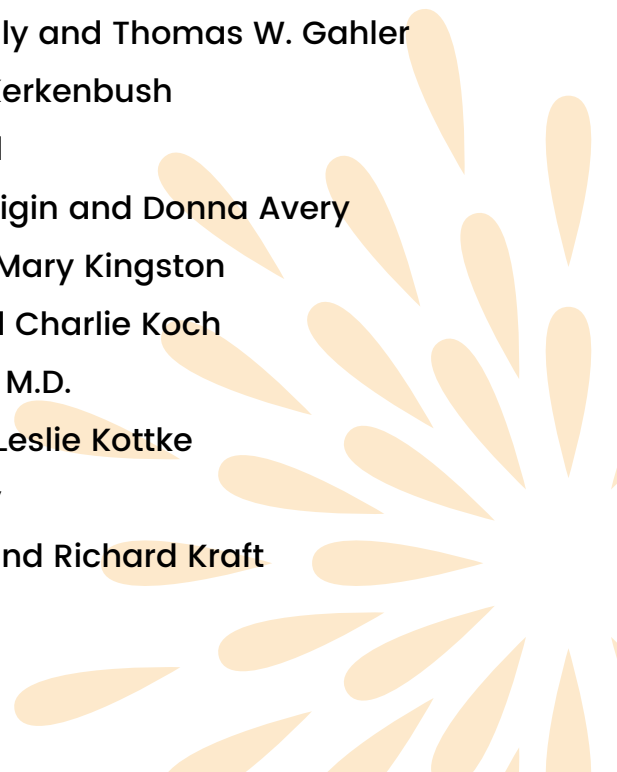 ly and Thomas W. Gahler
erkenbush
igin and Donna Avery
Mary Kingston
Charlie Koch
M.D.
Leslie Kottke
nd Richard Kraft